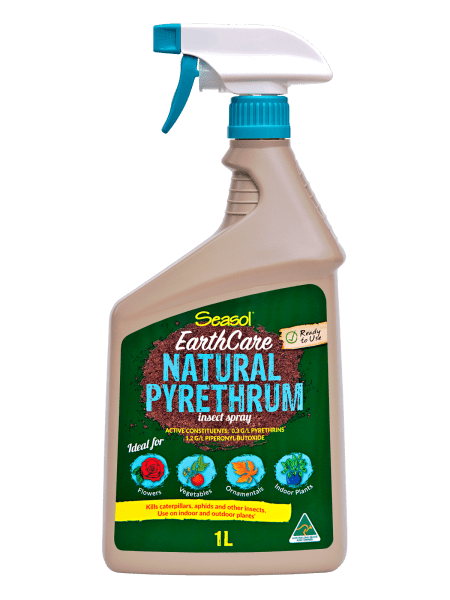 Seasol
EarthCare
Ready
to Use
NATURAL
PYRETHRUM
insect spray
ACTIVE CONSTITUENTS: 0.3 G/L PYRETHRINS
1.2 G/L PIPERONYL BUTOXIDE
Ideal for
Flowers
Vegetables
Ornamentals
Indoor Plants
Kills caterpillars, aphids and other insects.
Use on indoor and outdoor plants
1L